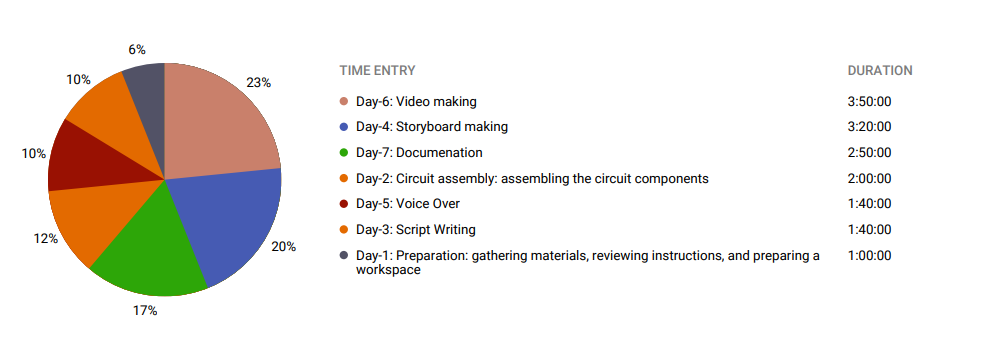 6%
10%
23%
10%
12%
20%
17%
TIME ENTRY DURATION
Day-6: Video making 3:50:00
Day-4: Storyboard making 3:20:00
Day-7: Documenation 2:50:00
Day-2: Circuit assembly: assembling the circuit components 2:00:00
Day-5: Voice Over 1:40:00
Day-3: Script Writing 1:40:00
Day-1: Preparation: gathering materials, reviewing instructions, and preparing a 1:00:00
workspace